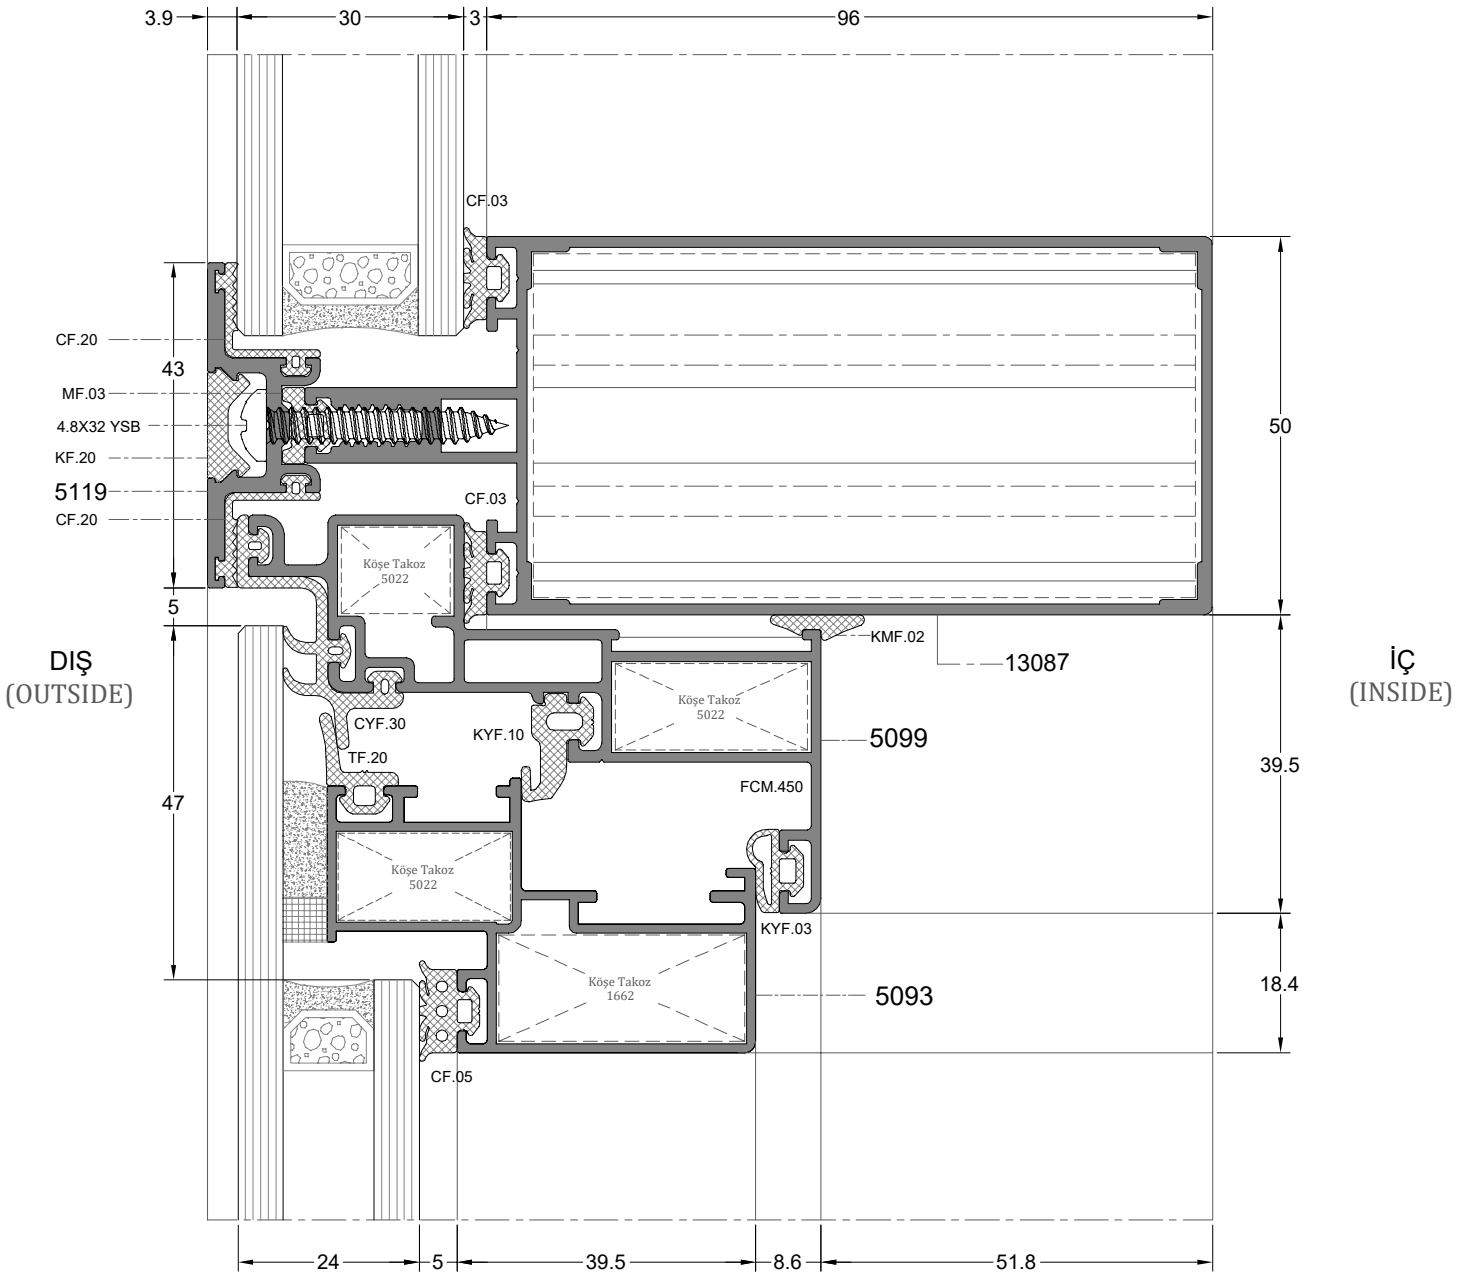 3.9
30
3
96
CF.03
CF.20
43
MF.03
4.8X32 YSB
50
KF.20
5119
CF.03
CF.20
Köşe Takoz
5022
5
KMF.02
13087
DIŞ
(OUTSIDE)
İÇ
(INSIDE)
Köşe Takoz
5022
CYF.30
KYF.10
5099
TF.20
39.5
FCM.450
47
Köşe Takoz
5022
KYF.03
Köşe Takoz
1662
18.4
5093
CF.05
24
5
39.5
8.6
51.8